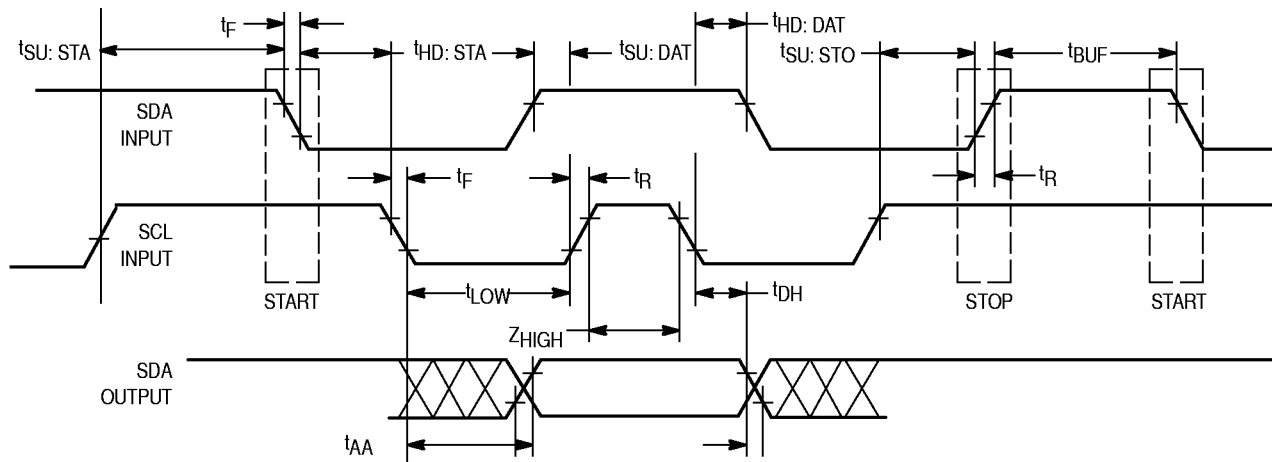 tF
tSU: STA
tHD: STA
tSU: DAT
tHD: DAT
tSU: STO
tBUF
SDA
INPUT
tF
tR
tR
SCL
INPUT
START
tLOW
tDH
STOP
START
ZHIGH
SDA
OUTPUT
tAA